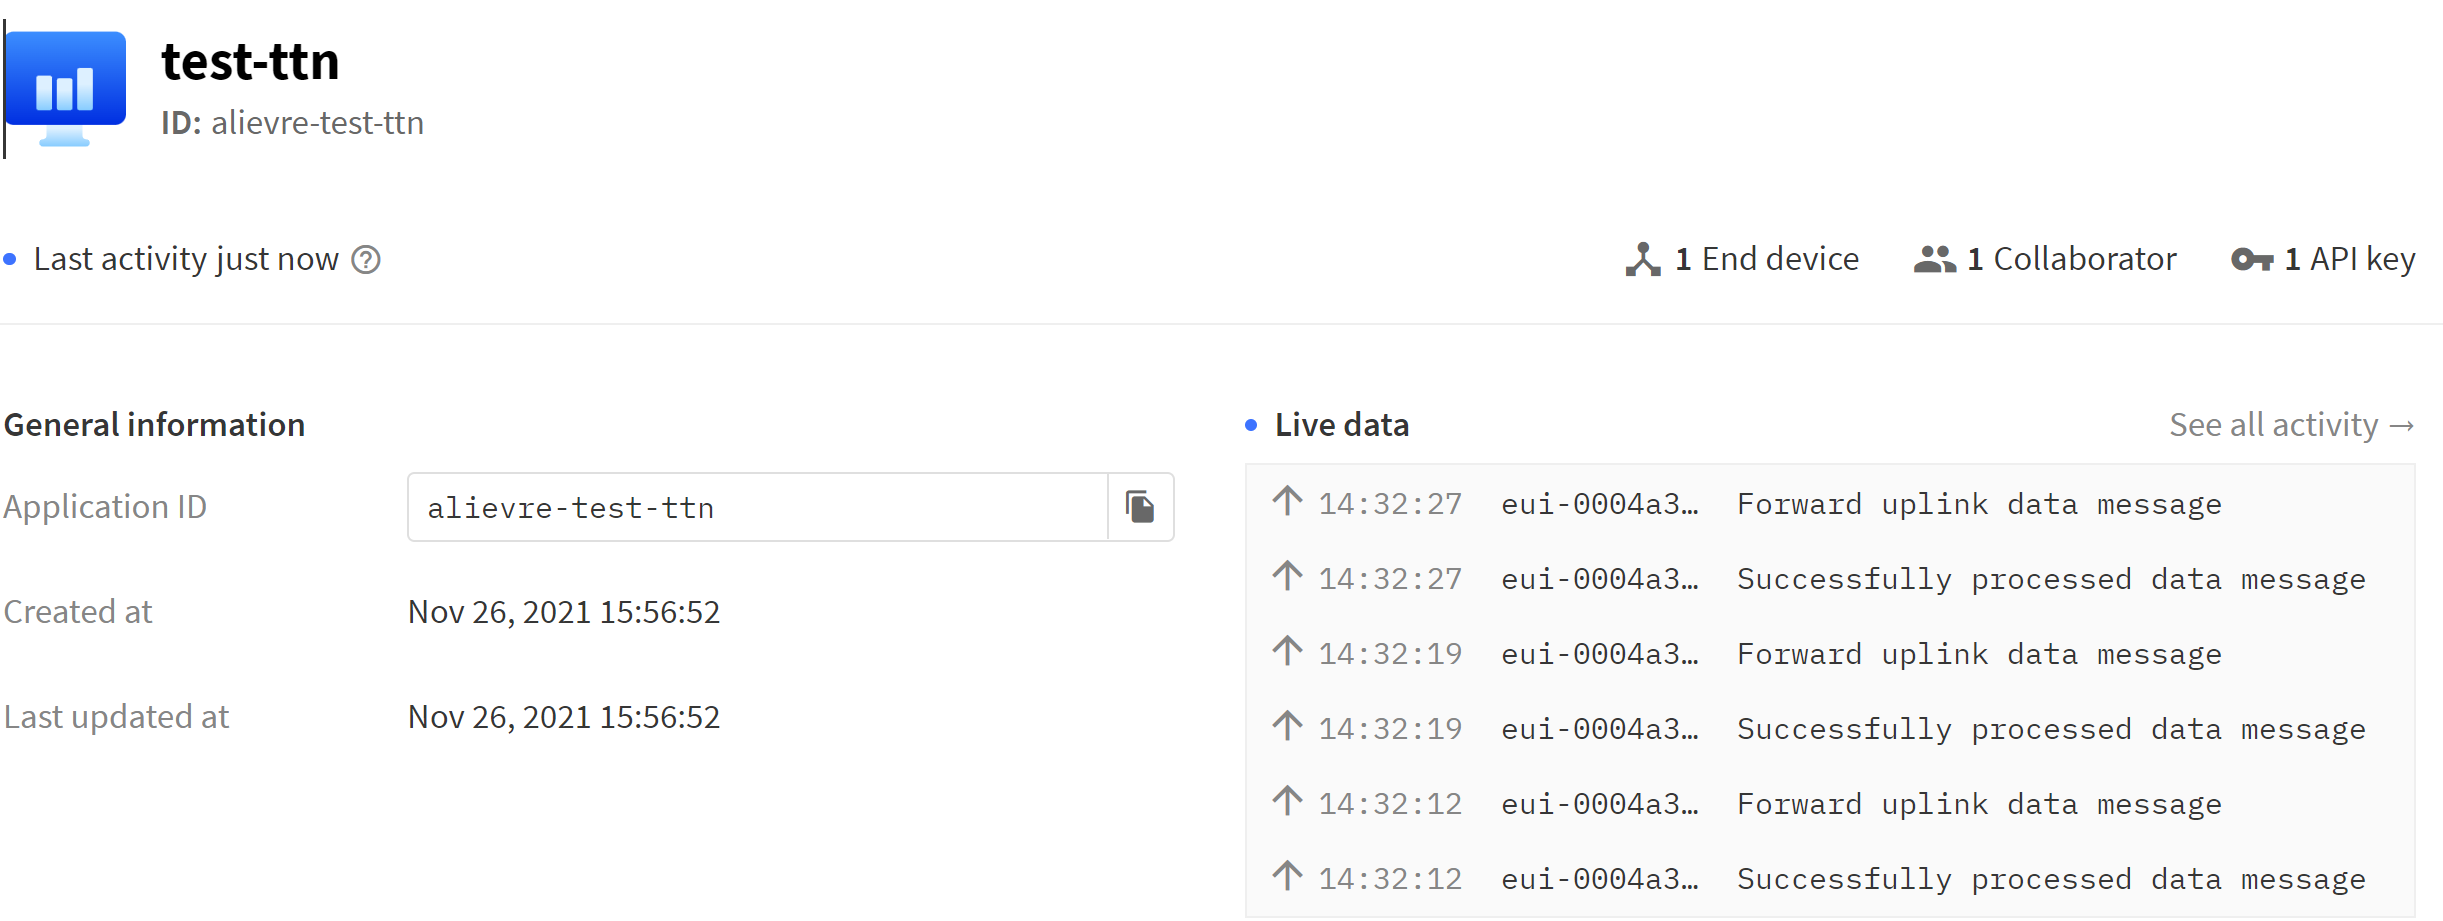 test-ttn
ID: alievre-test-ttn
Last activity just now
1 End device
1 Collaborator
1 API key
General information
Application ID
alievre-test-ttn
Created at
Nov 26, 2021 15:56:52
Last updated at
Nov 26, 2021 15:56:52
Live data
See all activity →
14:32:27 eui-0004a3… Forward uplink data message
14:32:27 eui-0004a3… Successfully processed data message
14:32:19 eui-0004a3… Forward uplink data message
14:32:19 eui-0004a3… Successfully processed data message
14:32:12 eui-0004a3… Forward uplink data message
14:32:12 eui-0004a3… Successfully processed data message